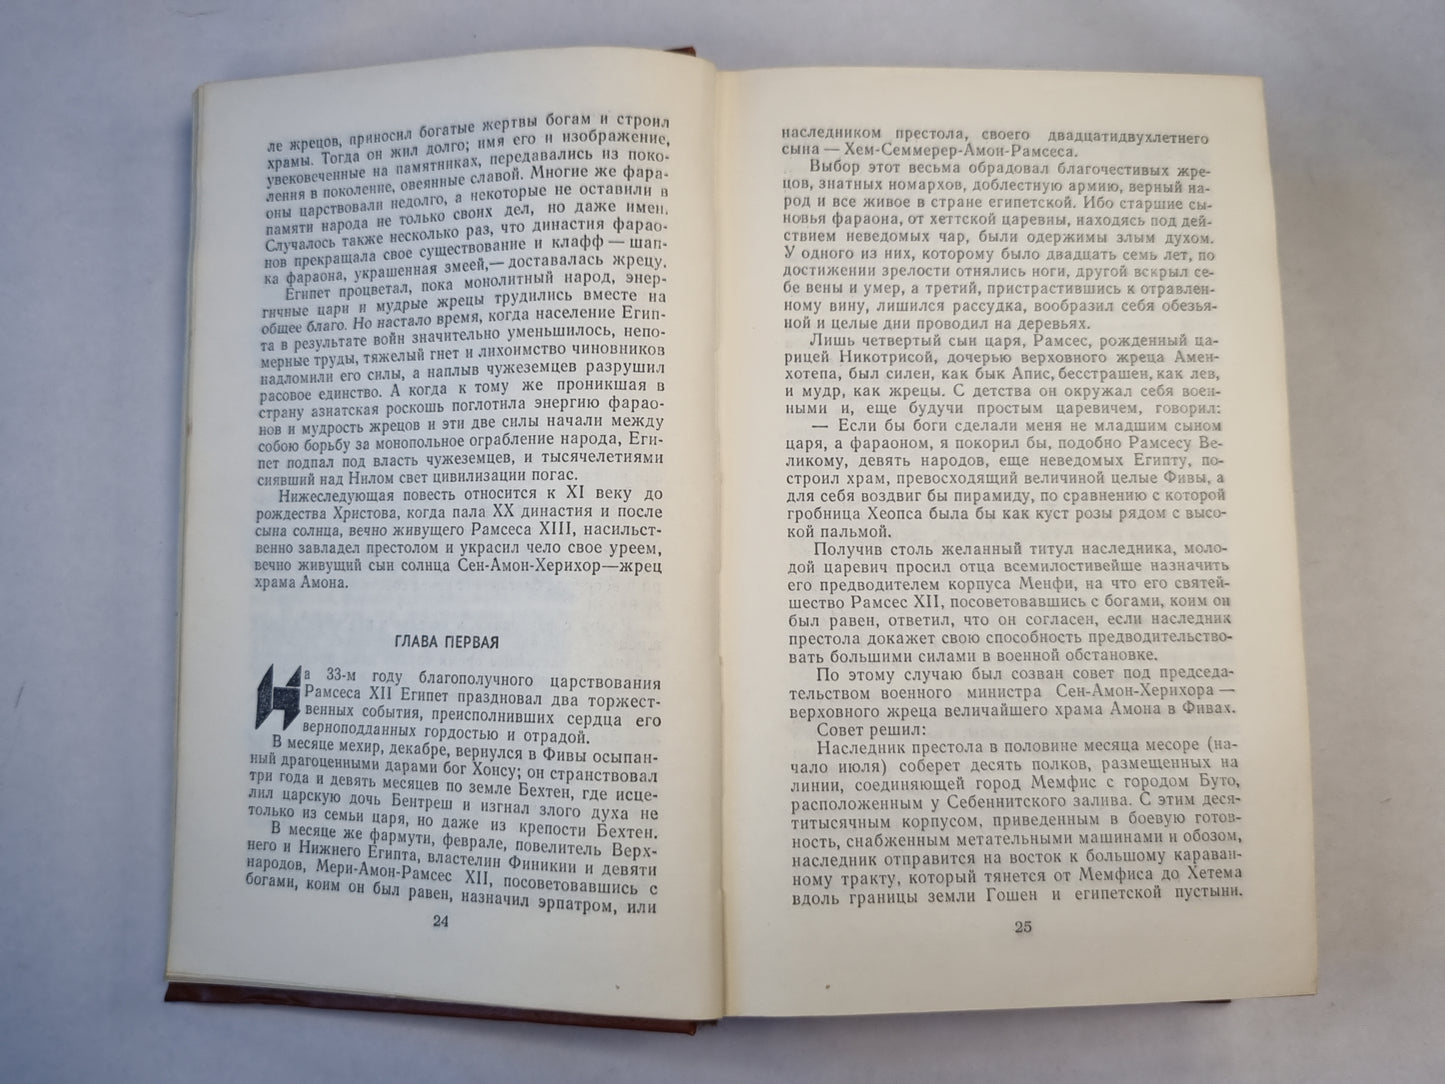 ле жрецов, приносил богатые жертвы богам и строил
храмы. Тогда он жил долго; имя его и изображение,
увековеченные на памятниках, передавались из поко-
ления в поколение, овеянные славой. Многие же фара-
оны царствовали недолго, а некоторые не оставили в
памяти народа не только своих дел, но даже имен.
Случалось также несколько раз, что династия фарао-
нов прекращала свое существование и клафф — шап-
ка фараона, украшенная змеей,— доставалась жрецу.
Египет процветал, пока монолитный народ, энер-
гичные цари и мудрые жрецы трудились вместе на
общее благо. Но настало время, когда население Егип-
та в результате войн значительно уменьшилось, непо-
мерные труды, тяжелый гнет и лихоимство чиновников
надломили его силы, а наплыв чужеземцев разрушил
расовое единство. А когда к тому же проникшая в
страну азиатская роскошь поглотила энергию фарао-
нов и мудрость жрецов и эти две силы начали между
собою борьбу за монопольное ограбление народа, Еги-
пет подпал под власть чужеземцев, и тысячелетиями
сиявший над Нилом свет цивилизации погас.
Нижеследующая повесть относится к XI веку до
рождества Христова, когда пала XX династия и после
сына солнца, вечно живущего Рамсеса XIII, насильст-
венно завладел престолом и украсил чело свое уреем,
вечно живущий сын солнца Сен-Амон-Херихор—жрец
храма Амона.
ГЛАВА ПЕРВАЯ
На 33-м году благополучного царствования
Рамсеса XII Египет праздновал два торжест-
венных события, преисполнивших сердца его
верноподданных гордостью и отрадой.
В месяце мехир, декабре, вернулся в Фивы осыпан-
ный драгоценными дарами бог Хонсу; он странствовал
три года и девять месяцев по земле Бехтен, где исце-
лил царскую дочь Бентреш и изгнал злого духа не
только из семьи царя, но даже из крепости Бехтен.
В месяце же фармути, феврале, повелитель Верх-
него и Нижнего Египта, властелин Финикии и девяти
народов, Мери-Амон-Рамсес XII, посоветовавшись с
богами, коим он был равен, назначил эрпатром, или
24
наследником престола, своего двадцатидвухлетнего
сына — Хем-Семмерер-Амон-Рамсеса.
Выбор этот весьма обрадовал благочестивых жре-
цов, знатных номархов, доблестную армию, верный на-
род и все живое в стране египетской. Ибо старшие сы-
новья фараона, от хеттской царевны, находясь под дей-
ствием неведомых чар, были одержимы злым духом.
У одного из них, которому было двадцать семь лет, по
достижении зрелости отнялись ноги, другой вскрыл се-
бе вены и умер, а третий, пристрастившись к отравлен-
ному вину, лишился рассудка, вообразил себя обезья-
ной и целые дни проводил на деревьях.
Лишь четвертый сын царя, Рамсес, рожденный ца-
рицей Никотрисой, дочерью верховного жреца Амен-
хотепа, был силен, как бык Апис, бесстрашен, как лев,
и мудр, как жрецы. С детства он окружал себя воен-
ными и, еще будучи простым царевичем, говорил:
— Если бы боги сделали меня не младшим сыном
царя, а фараоном, я покорил бы, подобно Рамсесу Ве-
ликому, девять народов, еще неведомых Египту, по-
строил храм, превосходящий величиной целые Фивы, а
для себя воздвиг бы пирамиду, по сравнению с которой
гробница Хеопса была бы как куст розы рядом с высо-
кой пальмой.
Получив столь желанный титул наследника, моло-
дой царевич просил отца всемилостивейше назначить
его предводителем корпуса Менфи, на что его святей-
шество Рамсес XII, посоветовавшись с богами, коим он
был равен, ответил, что он согласен, если наследник
престола докажет свою способность предводительство-
вать большими силами в военной обстановке.
По этому случаю был созван совет под председа-
тельством военного министра Сен-Амон-Херихора —
верховного жреца величайшего храма Амона в Фивах.
Совет решил:
Наследник престола в половине месяца месоре (на-
чало июля) соберет десять полков, размещенных на
линии, соединяющей город Мемфис с городом Буто,
расположенным у Себеннитского залива. С этим деся-
титысячным корпусом, приведенным в боевую готов-
ность, снабженным метательными машинами и обозом,
наследник отправится на восток к большому караван-
ному тракту, который тянется от Мемфиса до Хетема
вдоль границы земли Гошен и египетской пустыни.
25